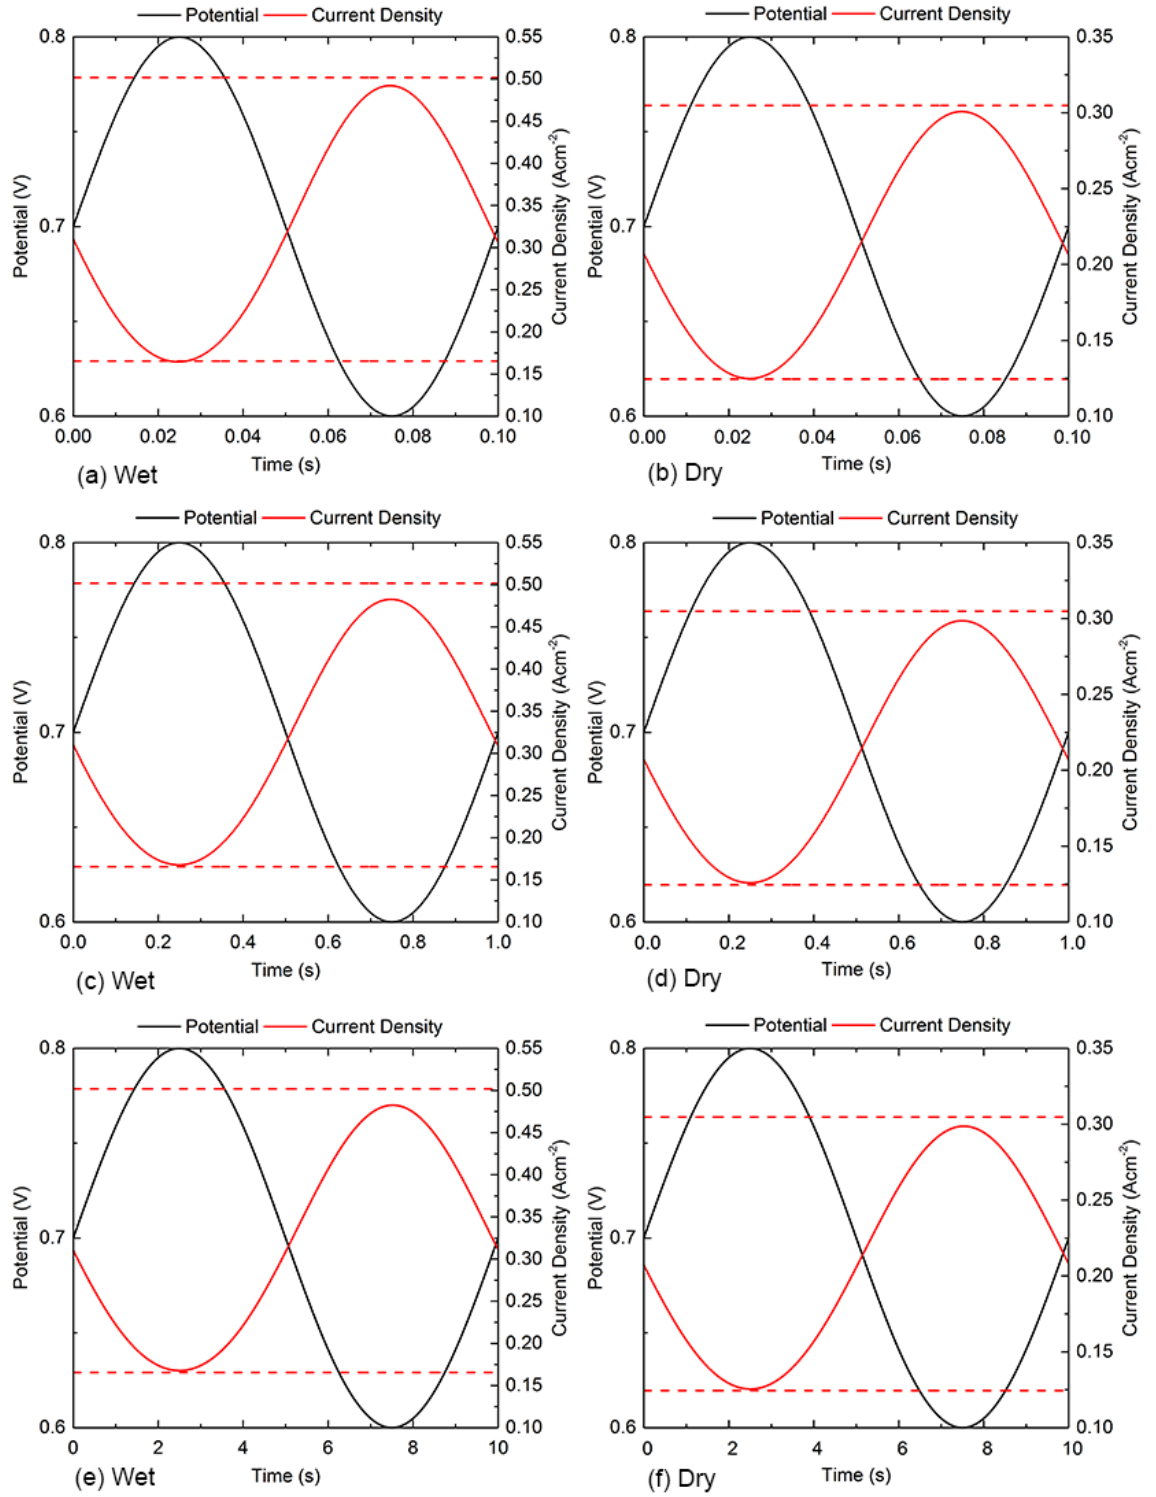 Potential Current Density
0.8 0.55
0.50
0.45
0.40
0.35
0.7
0.30
0.25
0.20
0.15
0.6 0.10
0.00 0.02 0.04 0.06 0.08 0.10
Potential (V)
Current Density (Acm⁻²)
Time (s)
(a) Wet
Potential Current Density
0.8 0.35
0.30
0.25
0.7
0.20
0.15
0.6 0.10
0.00 0.02 0.04 0.06 0.08 0.10
Potential (V)
Current Density (Acm⁻²)
Time (s)
(b) Dry
Potential Current Density
0.8 0.55
0.50
0.45
0.40
0.35
0.7
0.30
0.25
0.20
0.15
0.6 0.10
0.0 0.2 0.4 0.6 0.8 1.0
Potential (V)
Current Density (Acm⁻²)
Time (s)
(c) Wet
Potential Current Density
0.8 0.35
0.30
0.25
0.7
0.20
0.15
0.6 0.10
0.0 0.2 0.4 0.6 0.8 1.0
Potential (V)
Current Density (Acm⁻²)
Time (s)
(d) Dry
Potential Current Density
0.8 0.55
0.50
0.45
0.40
0.35
0.7
0.30
0.25
0.20
0.15
0.6 0.10
0 2 4 6 8 10
Potential (V)
Current Density (Acm⁻²)
Time (s)
(e) Wet
Potential Current Density
0.8 0.35
0.30
0.25
0.7
0.20
0.15
0.6 0.10
0 2 4 6 8 10
Potential (V)
Current Density (Acm⁻²)
Time (s)
(f) Dry